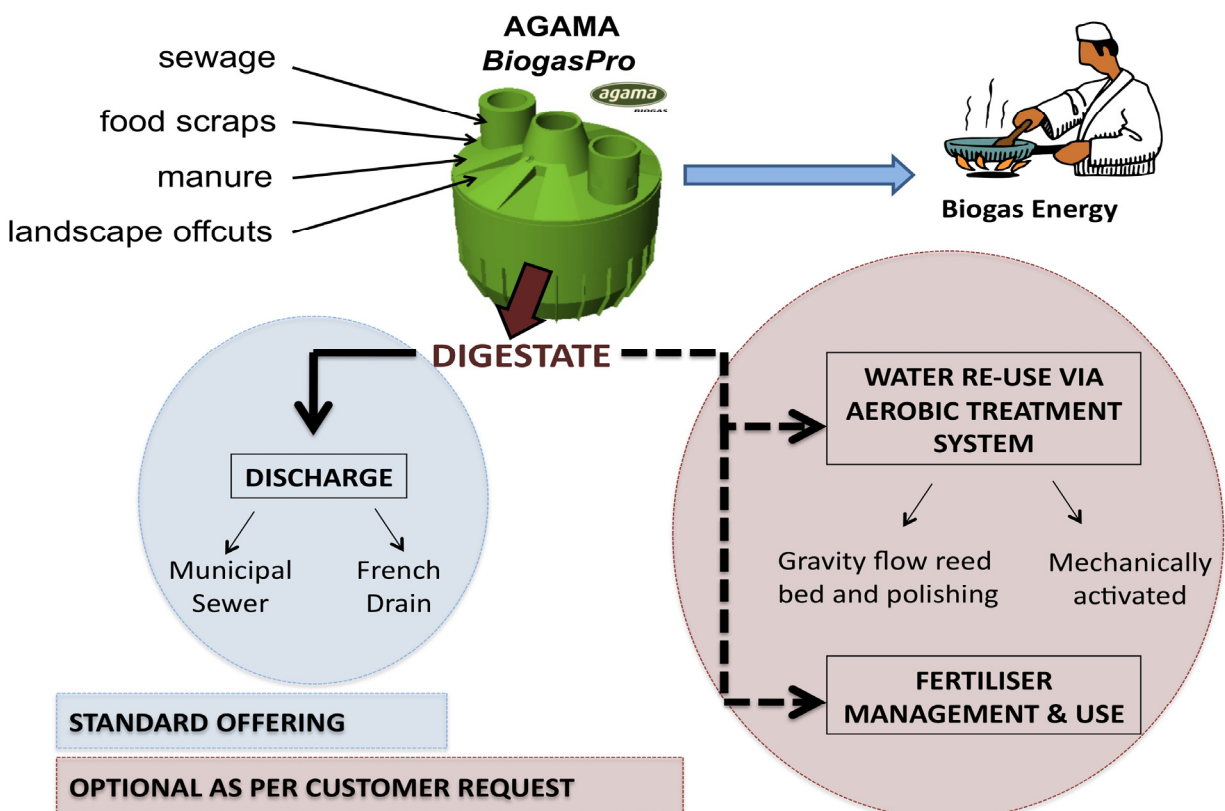 AGAMA
BiogasPro
agama
BIOGAS
sewage
food scraps
manure
landscape offcuts
Biogas Energy
DIGESTATE
DISCHARGE
Municipal
Sewer
French
Drain
WATER RE-USE VIA
AEROBIC TREATMENT
SYSTEM
Gravity flow reed
bed and polishing
Mechanically
activated
FERTILISER
MANAGEMENT & USE
STANDARD OFFERING
OPTIONAL AS PER CUSTOMER REQUEST